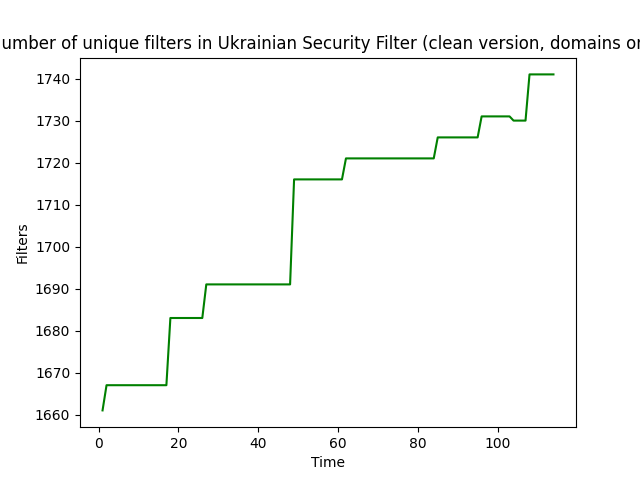 umber of unique filters in Ukrainian Security Filter (clean version, domains or
1740
1730
1720
1710
1700
1690
1680
1670
1660
Filters
0 20 40 60 80 100
Time